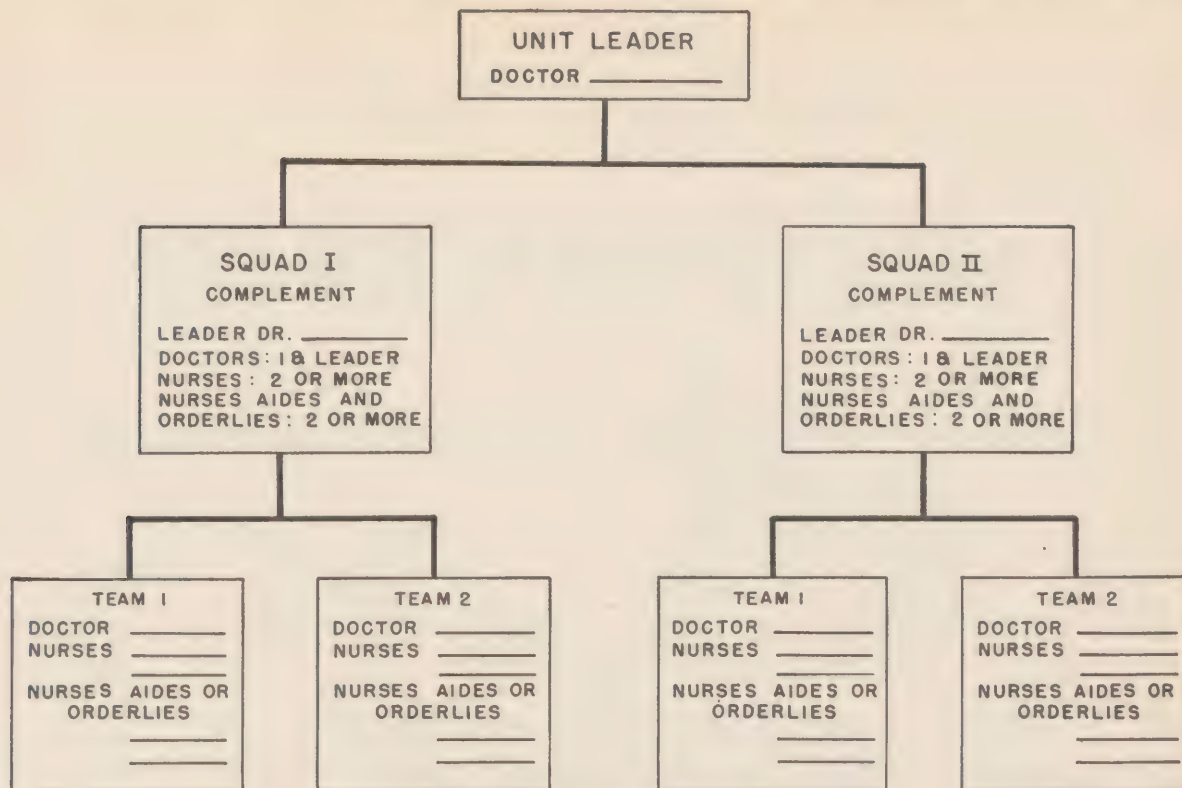 UNIT LEADER
DOCTOR
SQUAD I
COMPLEMENT
LEADER DR.
DOCTORS: 1 & LEADER
NURSES: 2 OR MORE
NURSES AIDES AND
ORDERLIES: 2 OR MORE
SQUAD II
COMPLEMENT
LEADER DR.
DOCTORS: 1 & LEADER
NURSES: 2 OR MORE
NURSES AIDES AND
ORDERLIES: 2 OR MORE
TEAM 1
DOCTOR
NURSES
NURSES AIDES OR
ORDERLIES
TEAM 2
DOCTOR
NURSES
NURSES AIDES OR
ORDERLIES
TEAM 1
DOCTOR
NURSES
NURSES AIDES OR
ORDERLIES
TEAM 2
DOCTOR
NURSES
NURSES AIDES OR
ORDERLIES